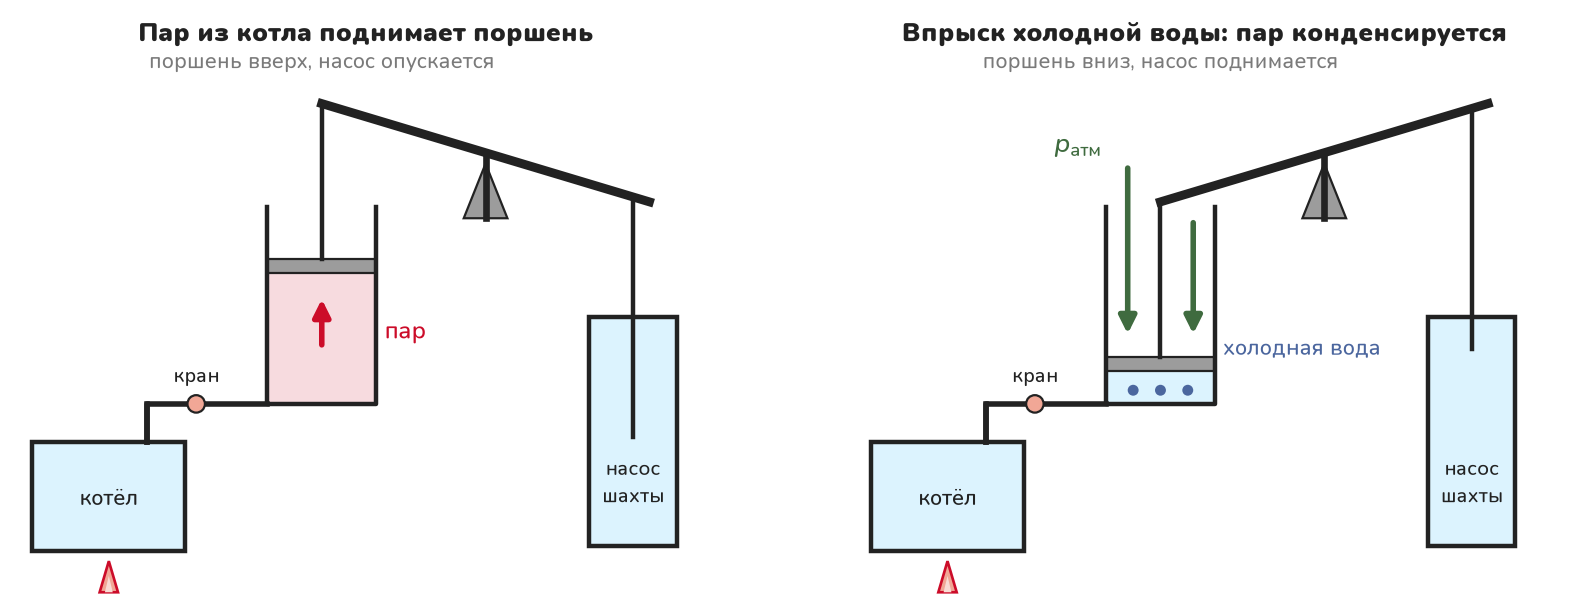 Пар из котла поднимает поршень
поршень вверх, насос опускается
пар
кран
котёл
насос
шахты
Впрыск холодной воды: пар конденсируется
поршень вниз, насос поднимается
pатм
холодная вода
кран
котёл
насос
шахты